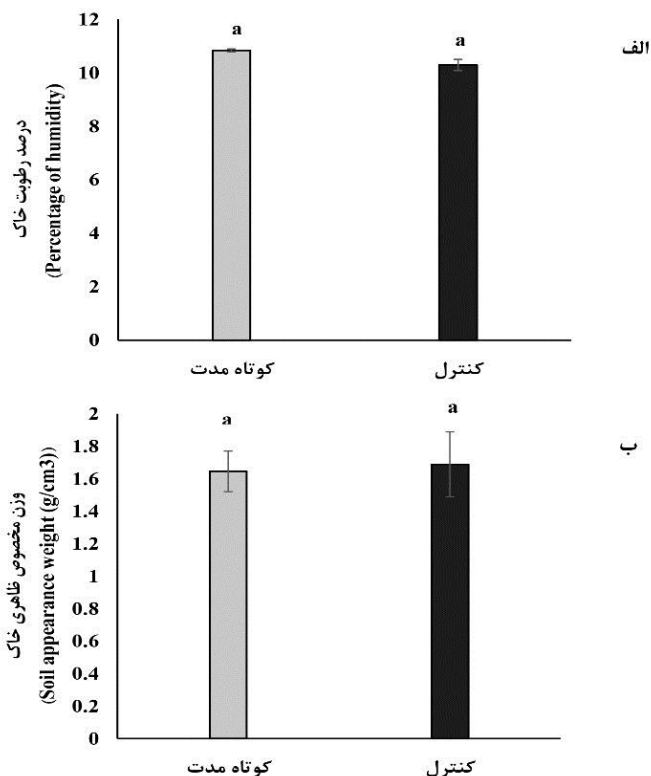 الف
درصد رطوبت خاک
(Percentage of humidity)
12
10
8
6
4
2
0
a
a
کوتاه مدت
کنترل
ب
وزن مخصوص ظاهری خاک
(Soil appearance weight (g/cm3))
2
1.8
1.6
1.4
1.2
1
0.8
0.6
0.4
0.2
0
a
a
کوتاه مدت
کنترل